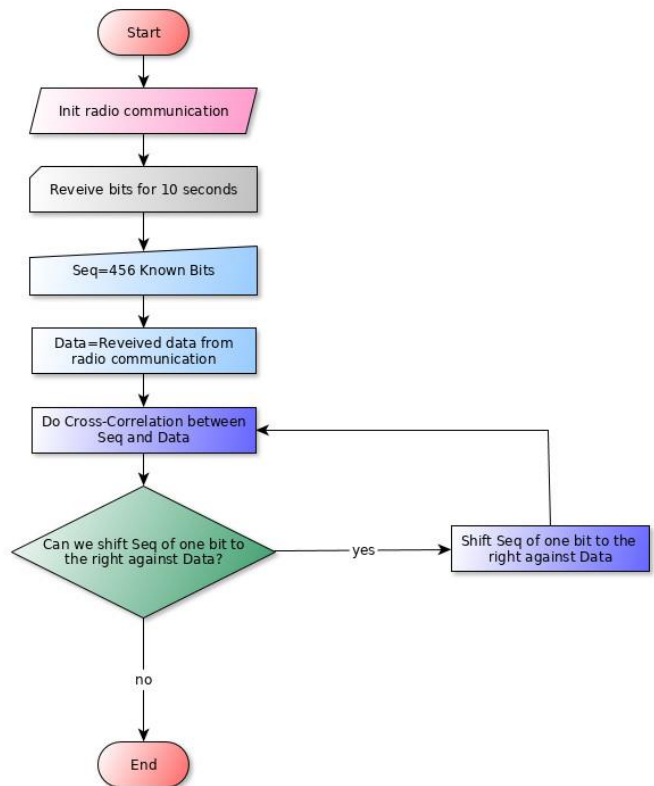 Start
Init radio communication
Reveive bits for 10 seconds
Seq=456 Known Bits
Data=Reveived data from
radio communication
Do Cross-Correlation between
Seq and Data
Can we shift Seq of one bit to
the right against Data?
yes
Shift Seq of one bit to the
right against Data
no
End